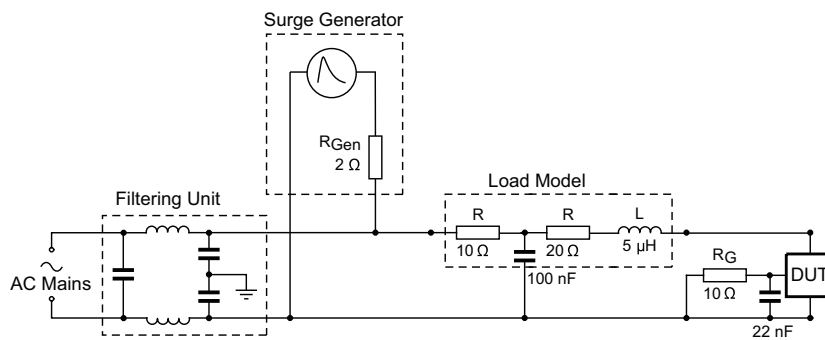 Surge Generator
RGen
2 Ω
Filtering Unit
Load Model
R
R
L
10 Ω
20 Ω
5 µH
AC Mains
100 nF
RG
10 Ω
DUT
22 nF